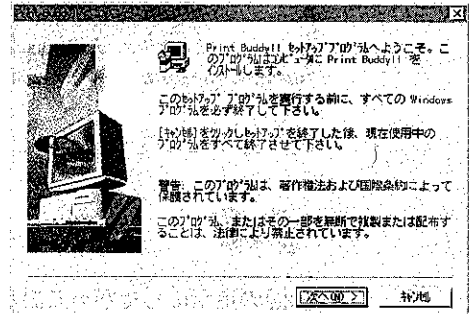 Print Buddy!! ｾｯﾄｱｯﾌﾟﾌﾟﾛｸﾞﾗﾑへようこそ。こ
のﾌﾟﾛｸﾞﾗﾑはｺﾝﾋﾟｭｰﾀに Print Buddy!! を
ｲﾝｽﾄｰﾙします。
このｾｯﾄｱｯﾌﾟ ﾌﾟﾛｸﾞﾗﾑを実行する前に、すべての Windows
ﾌﾟﾛｸﾞﾗﾑを必ず終了して下さい。
[ｷｬﾝｾﾙ] をｸﾘｯｸしｾｯﾄｱｯﾌﾟを終了した後、現在使用中の
ﾌﾟﾛｸﾞﾗﾑをすべて終了させて下さい。
警告: このﾌﾟﾛｸﾞﾗﾑは、著作権法および国際条約によって
保護されています。
このﾌﾟﾛｸﾞﾗﾑ、またはその一部を無断で複製または配布す
ることは、法律により禁止されています。
次へ(N) > ｷｬﾝｾﾙ